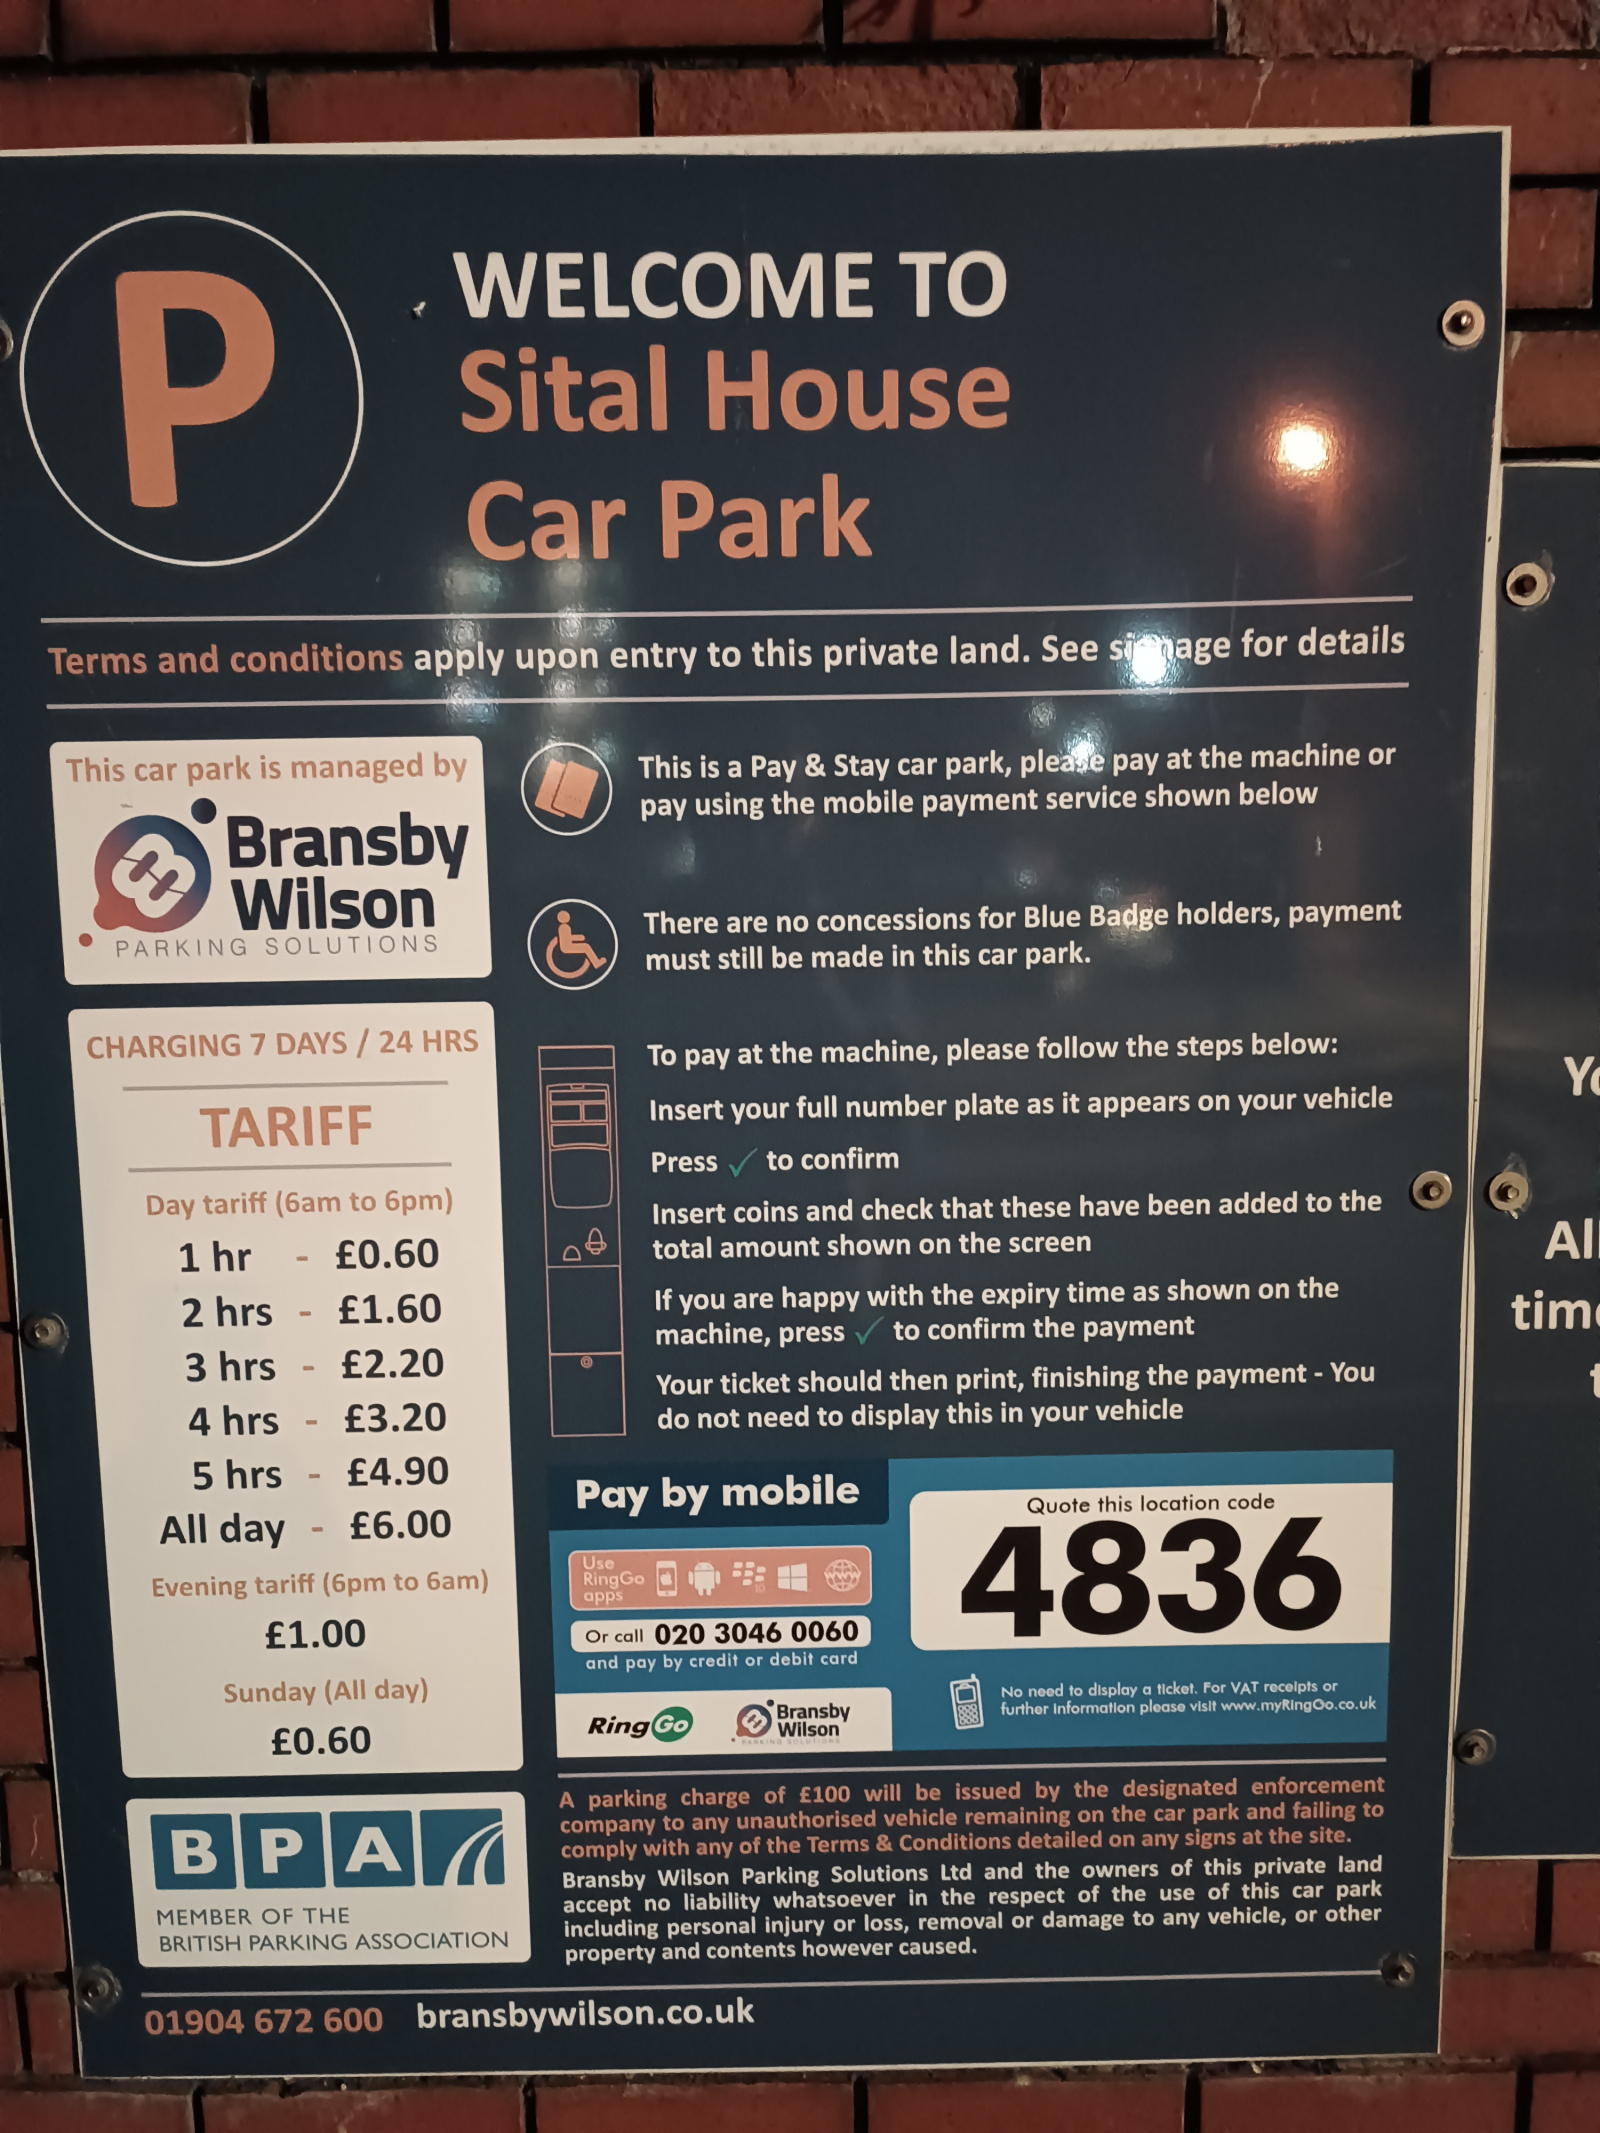 P
WELCOME TO
Sital House
Car Park
Terms and conditions apply upon entry to this private land. See signage for details
This car park is managed by
Bransby
Wilson
PARKING SOLUTIONS
This is a Pay & Stay car park, please pay at the machine or
pay using the mobile payment service shown below
There are no concessions for Blue Badge holders, payment
must still be made in this car park.
CHARGING 7 DAYS / 24 HRS
TARIFF
Day tariff (6am to 6pm)
1 hr - £0.60
2 hrs - £1.60
3 hrs - £2.20
4 hrs - £3.20
5 hrs - £4.90
All day - £6.00
Evening tariff (6pm to 6am)
£1.00
Sunday (All day)
£0.60
To pay at the machine, please follow the steps below:
Insert your full number plate as it appears on your vehicle
Press ✓ to confirm
Insert coins and check that these have been added to the
total amount shown on the screen
If you are happy with the expiry time as shown on the
machine, press ✓ to confirm the payment
Your ticket should then print, finishing the payment - You
do not need to display this in your vehicle
Pay by mobile
Use
RingGo
apps
10
www
Or call 020 3046 0060
and pay by credit or debit card
RingGo
Bransby
Wilson
PARKING SOLUTIONS
Quote this location code
4836
No need to display a ticket. For VAT receipts or
further information please visit www.myRingGo.co.uk
A parking charge of £100 will be issued by the designated enforcement
company to any unauthorised vehicle remaining on the car park and failing to
comply with any of the Terms & Conditions detailed on any signs at the site.
Bransby Wilson Parking Solutions Ltd and the owners of this private land
accept no liability whatsoever in the respect of the use of this car park
including personal injury or loss, removal or damage to any vehicle, or other
property and contents however caused.
BPA
MEMBER OF THE
BRITISH PARKING ASSOCIATION
01904 672 600 bransbywilson.co.uk
All